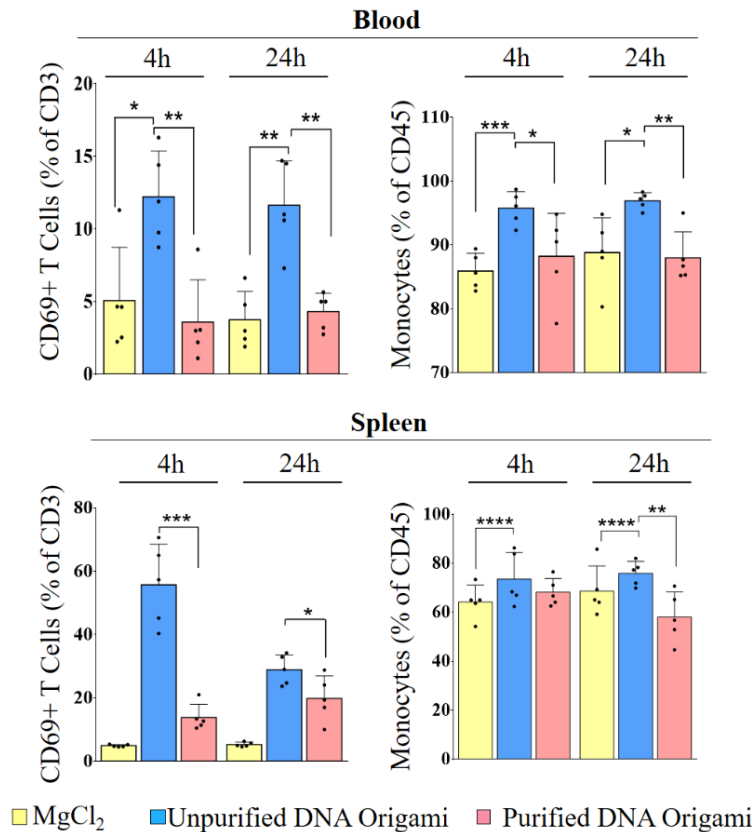 Blood
4h 24h
CD69+ T Cells (% of CD3)
20
15
10
5
0
* ** ** **
4h 24h
Monocytes (% of CD45)
110
100
90
80
70
*** * * **
Spleen
4h 24h
CD69+ T Cells (% of CD3)
80
60
40
20
0
*** *
4h 24h
Monocytes (% of CD45)
100
80
60
40
20
0
**** **** **
MgCl₂ Unpurified DNA Origami Purified DNA Origami